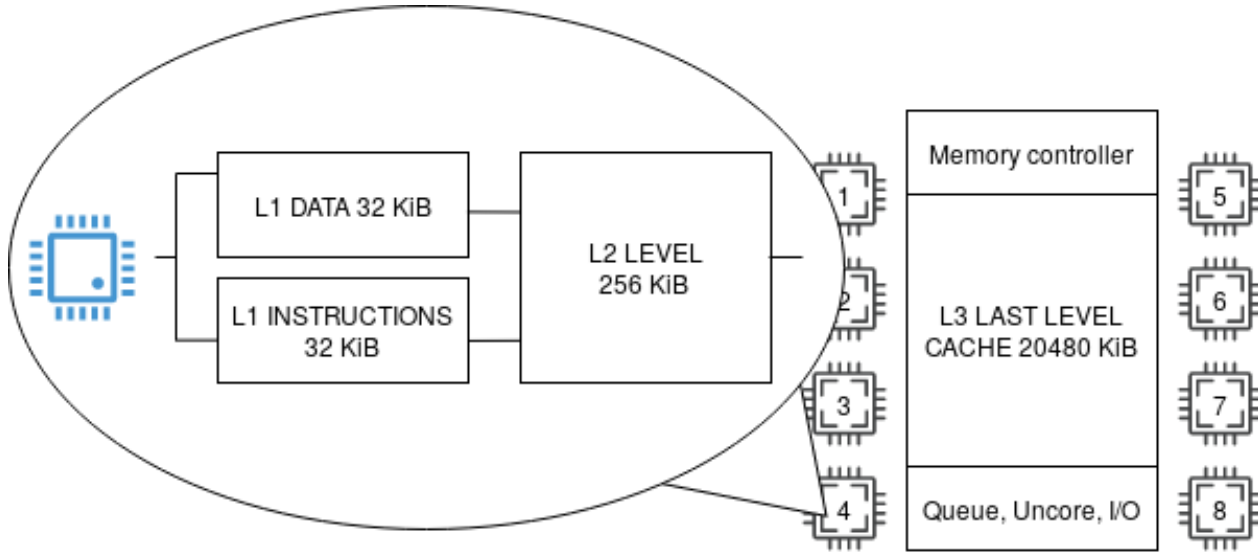 L1 DATA 32 KiB
L1 INSTRUCTIONS
32 KiB
L2 LEVEL
256 KiB
1
2
3
4
Memory controller
L3 LAST LEVEL
CACHE 20480 KiB
Queue, Uncore, I/O
5
6
7
8